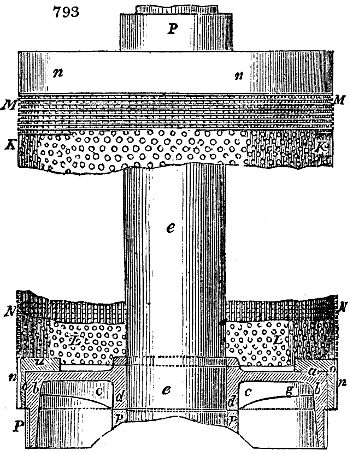 793
P
n n
M M
K K
e
N N
L L
n b c d e d c g a b o n
P P P